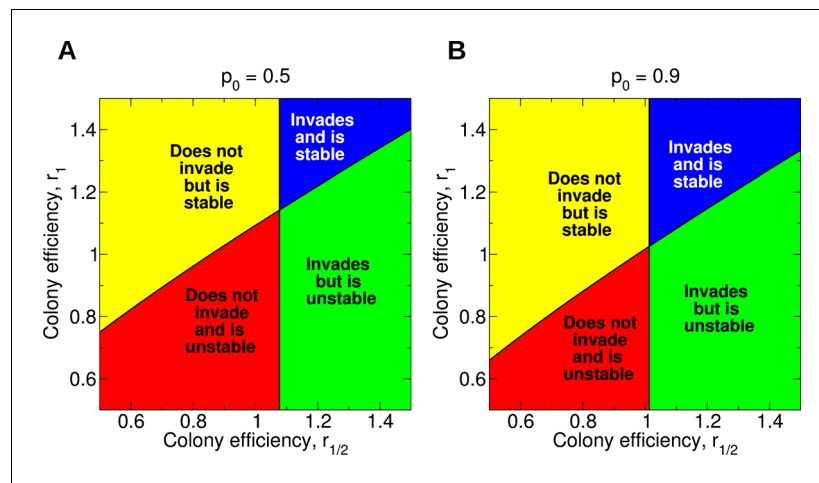 A
p0 = 0.5
Colony efficiency, r1
1.4
1.2
1
0.8
0.6
Does not
invade
but is
stable
Invades
and is
stable
Does not
invade
and is
unstable
Invades
but is
unstable
0.6 0.8 1 1.2 1.4
Colony efficiency, r1/2
B
p0 = 0.9
Colony efficiency, r1
1.4
1.2
1
0.8
0.6
Does not
invade
but is
stable
Invades
and is
stable
Does not
invade
and is
unstable
Invades
but is
unstable
0.6 0.8 1 1.2 1.4
Colony efficiency, r1/2